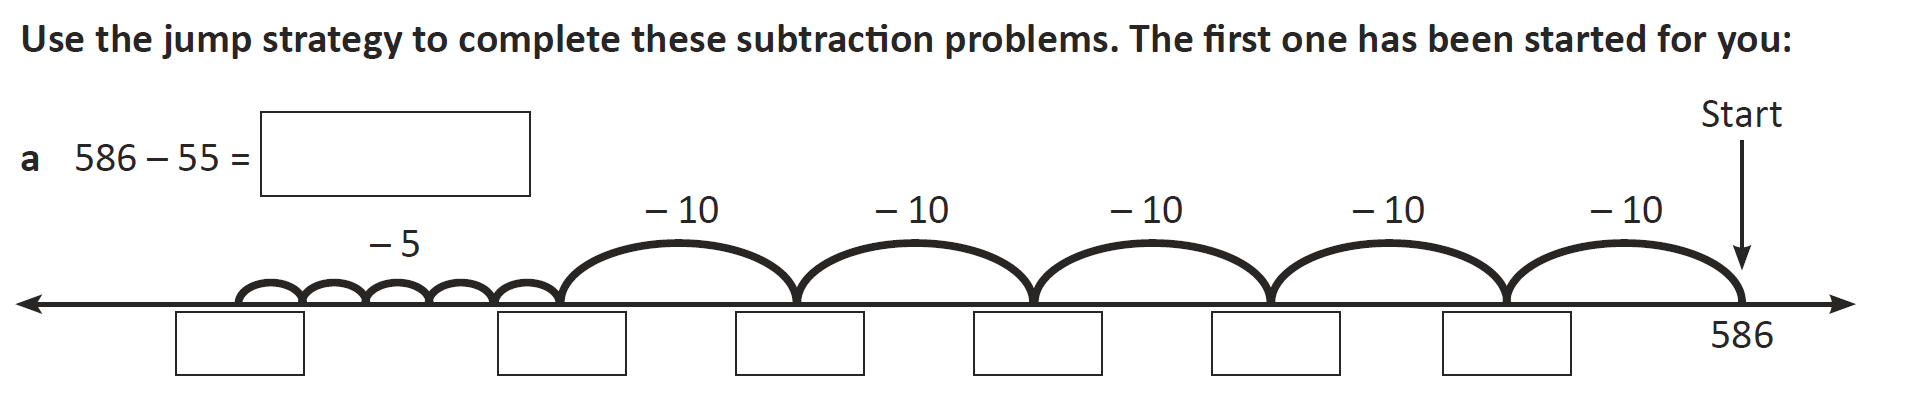 Use the jump strategy to complete these subtraction problems. The first one has been started for you:
Start
a 586 – 55 =
– 5
– 10 – 10 – 10 – 10 – 10
586